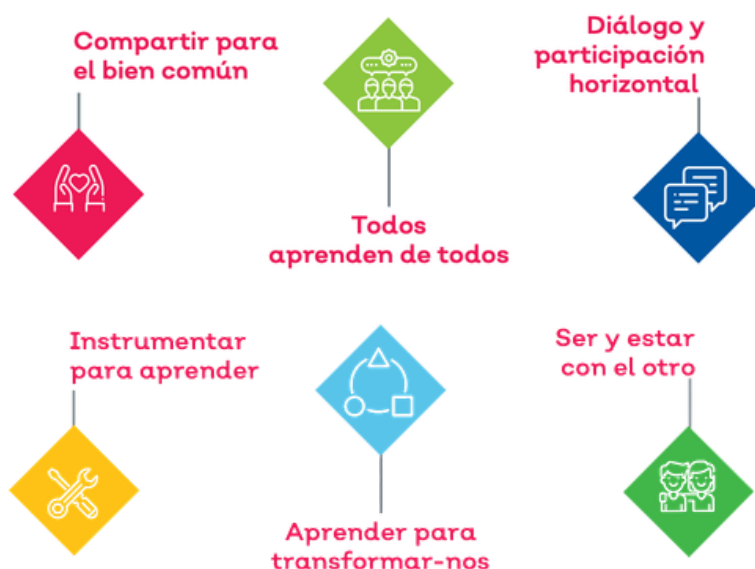 Compartir para
el bien común
Todos
aprenden de todos
Diálogo y
participación
horizontal
Instrumentar
para aprender
Aprender para
transformar-nos
Ser y estar
con el otro